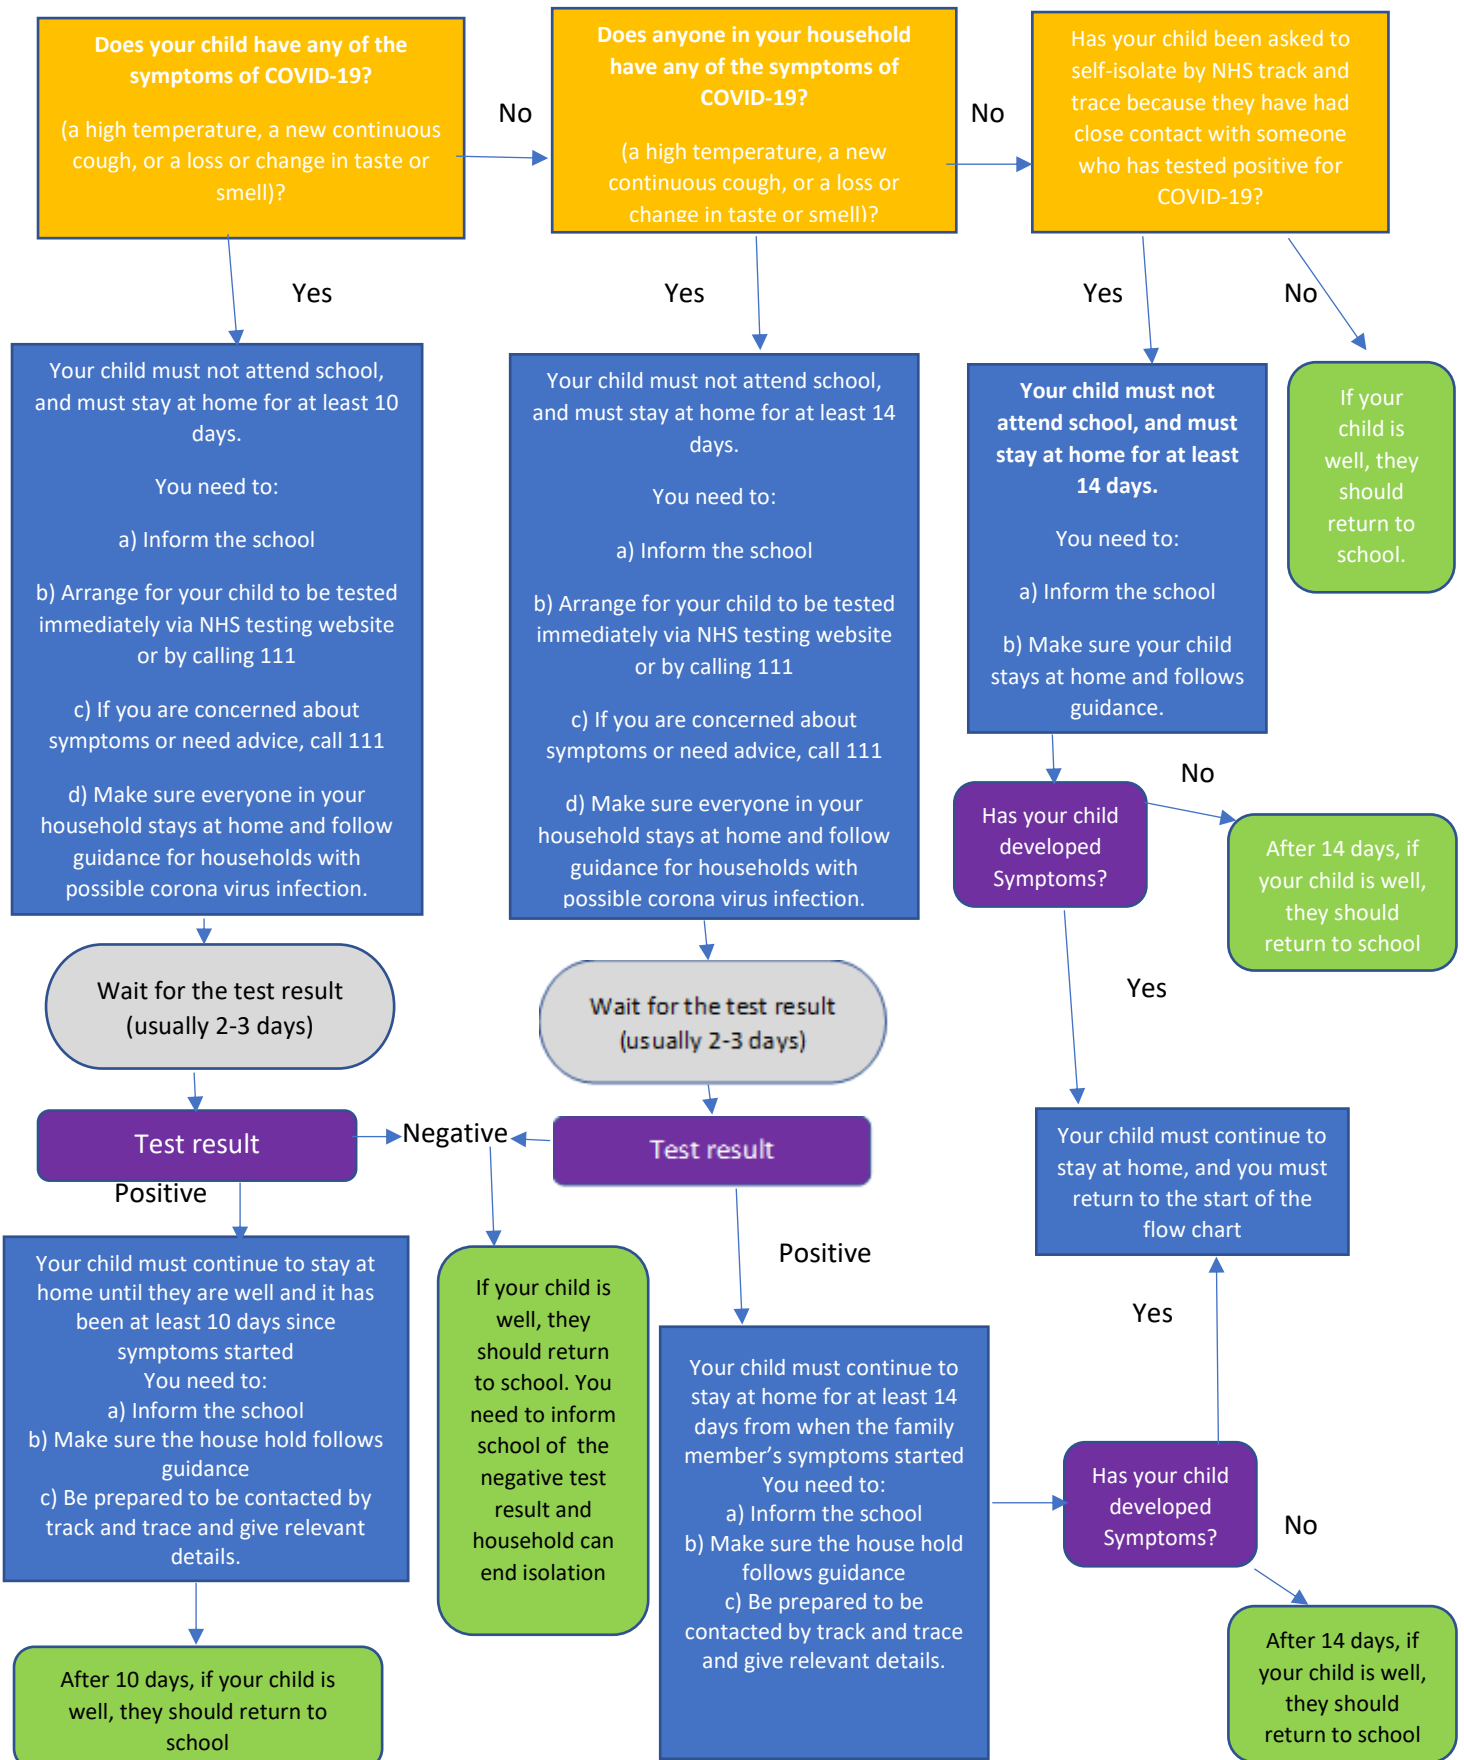 Does your child have any of the
symptoms of COVID-19?
(a high temperature, a new continuous
cough, or a loss or change in taste or
smell)?
No
Does anyone in your household
have any of the symptoms of
COVID-19?
(a high temperature, a new
continuous cough, or a loss or
change in taste or smell)?
No
Has your child been asked to
self-isolate by NHS track and
trace because they have had
close contact with someone
who has tested positive for
COVID-19?
Yes
Yes
Yes
No
Your child must not attend school,
and must stay at home for at least 10
days.
You need to:
a) Inform the school
b) Arrange for your child to be tested
immediately via NHS testing website
or by calling 111
c) If you are concerned about
symptoms or need advice, call 111
d) Make sure everyone in your
household stays at home and follow
guidance for households with
possible corona virus infection.
Your child must not attend school,
and must stay at home for at least 14
days.
You need to:
a) Inform the school
b) Arrange for your child to be tested
immediately via NHS testing website
or by calling 111
c) If you are concerned about
symptoms or need advice, call 111
d) Make sure everyone in your
household stays at home and follow
guidance for households with
possible corona virus infection.
Your child must not
attend school, and must
stay at home for at least
14 days.
You need to:
a) Inform the school
b) Make sure your child
stays at home and follows
guidance.
If your
child is
well, they
should
return to
school.
Has your child
developed
Symptoms?
No
After 14 days, if
your child is well,
they should
return to school
Yes
Wait for the test result
(usually 2-3 days)
Wait for the test result
(usually 2-3 days)
Test result
Negative
Test result
Positive
Positive
Your child must continue to
stay at home, and you must
return to the start of the
flow chart
Your child must continue to stay at
home until they are well and it has
been at least 10 days since
symptoms started
You need to:
a) Inform the school
b) Make sure the house hold follows
guidance
c) Be prepared to be contacted by
track and trace and give relevant
details.
If your child is
well, they
should return
to school. You
need to inform
school of  the
negative test
result and
household can
end isolation
Your child must continue to
stay at home for at least 14
days from when the family
member’s symptoms started
You need to:
a) Inform the school
b) Make sure the house hold
follows guidance
c) Be prepared to be
contacted by track and trace
and give relevant details.
Yes
Has your child
developed
Symptoms?
No
After 10 days, if your child is
well, they should return to
school
After 14 days, if
your child is well,
they should
return to school